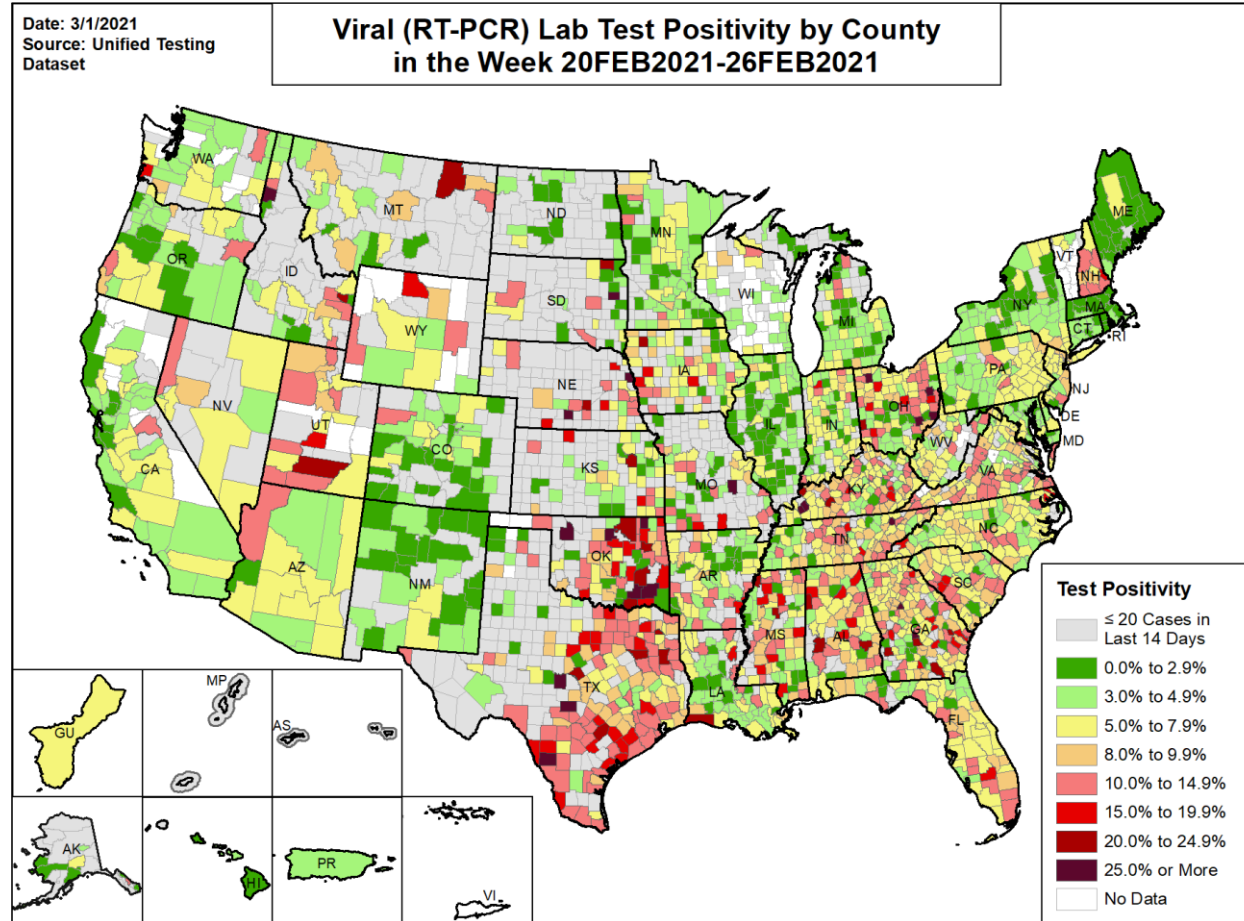 Date: 3/1/2021
Source: Unified Testing
Dataset
Viral (RT-PCR) Lab Test Positivity by County
in the Week 20FEB2021-26FEB2021
WA
MT
ND
MN
ME
OR
ID
SD
WI
VT
NH
NY
MA
CT
RI
WY
MI
IA
NE
PA
NJ
NV
UT
CO
IL
IN
OH
DE
MD
WV
VA
CA
KS
MO
KY
NC
AZ
NM
OK
AR
TN
SC
MS
AL
GA
TX
LA
FL
GU
MP
AS
AK
HI
PR
VI
Test Positivity
≤ 20 Cases in
Last 14 Days
0.0% to 2.9%
3.0% to 4.9%
5.0% to 7.9%
8.0% to 9.9%
10.0% to 14.9%
15.0% to 19.9%
20.0% to 24.9%
25.0% or More
No Data